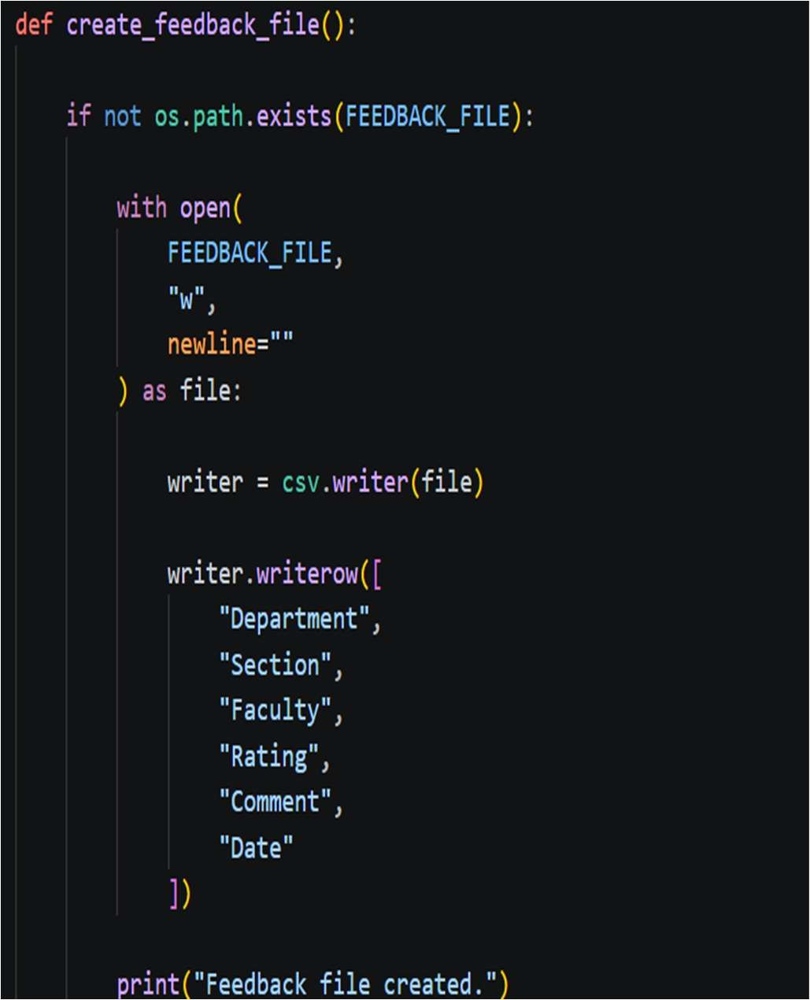 def create_feedback_file():
if not os.path.exists(FEEDBACK_FILE):
with open(
FEEDBACK_FILE,
"w",
newline=""
) as file:
writer = csv.writer(file)
writer.writerow([
"Department",
"Section",
"Faculty",
"Rating",
"Comment",
"Date"
])
print("Feedback file created.")